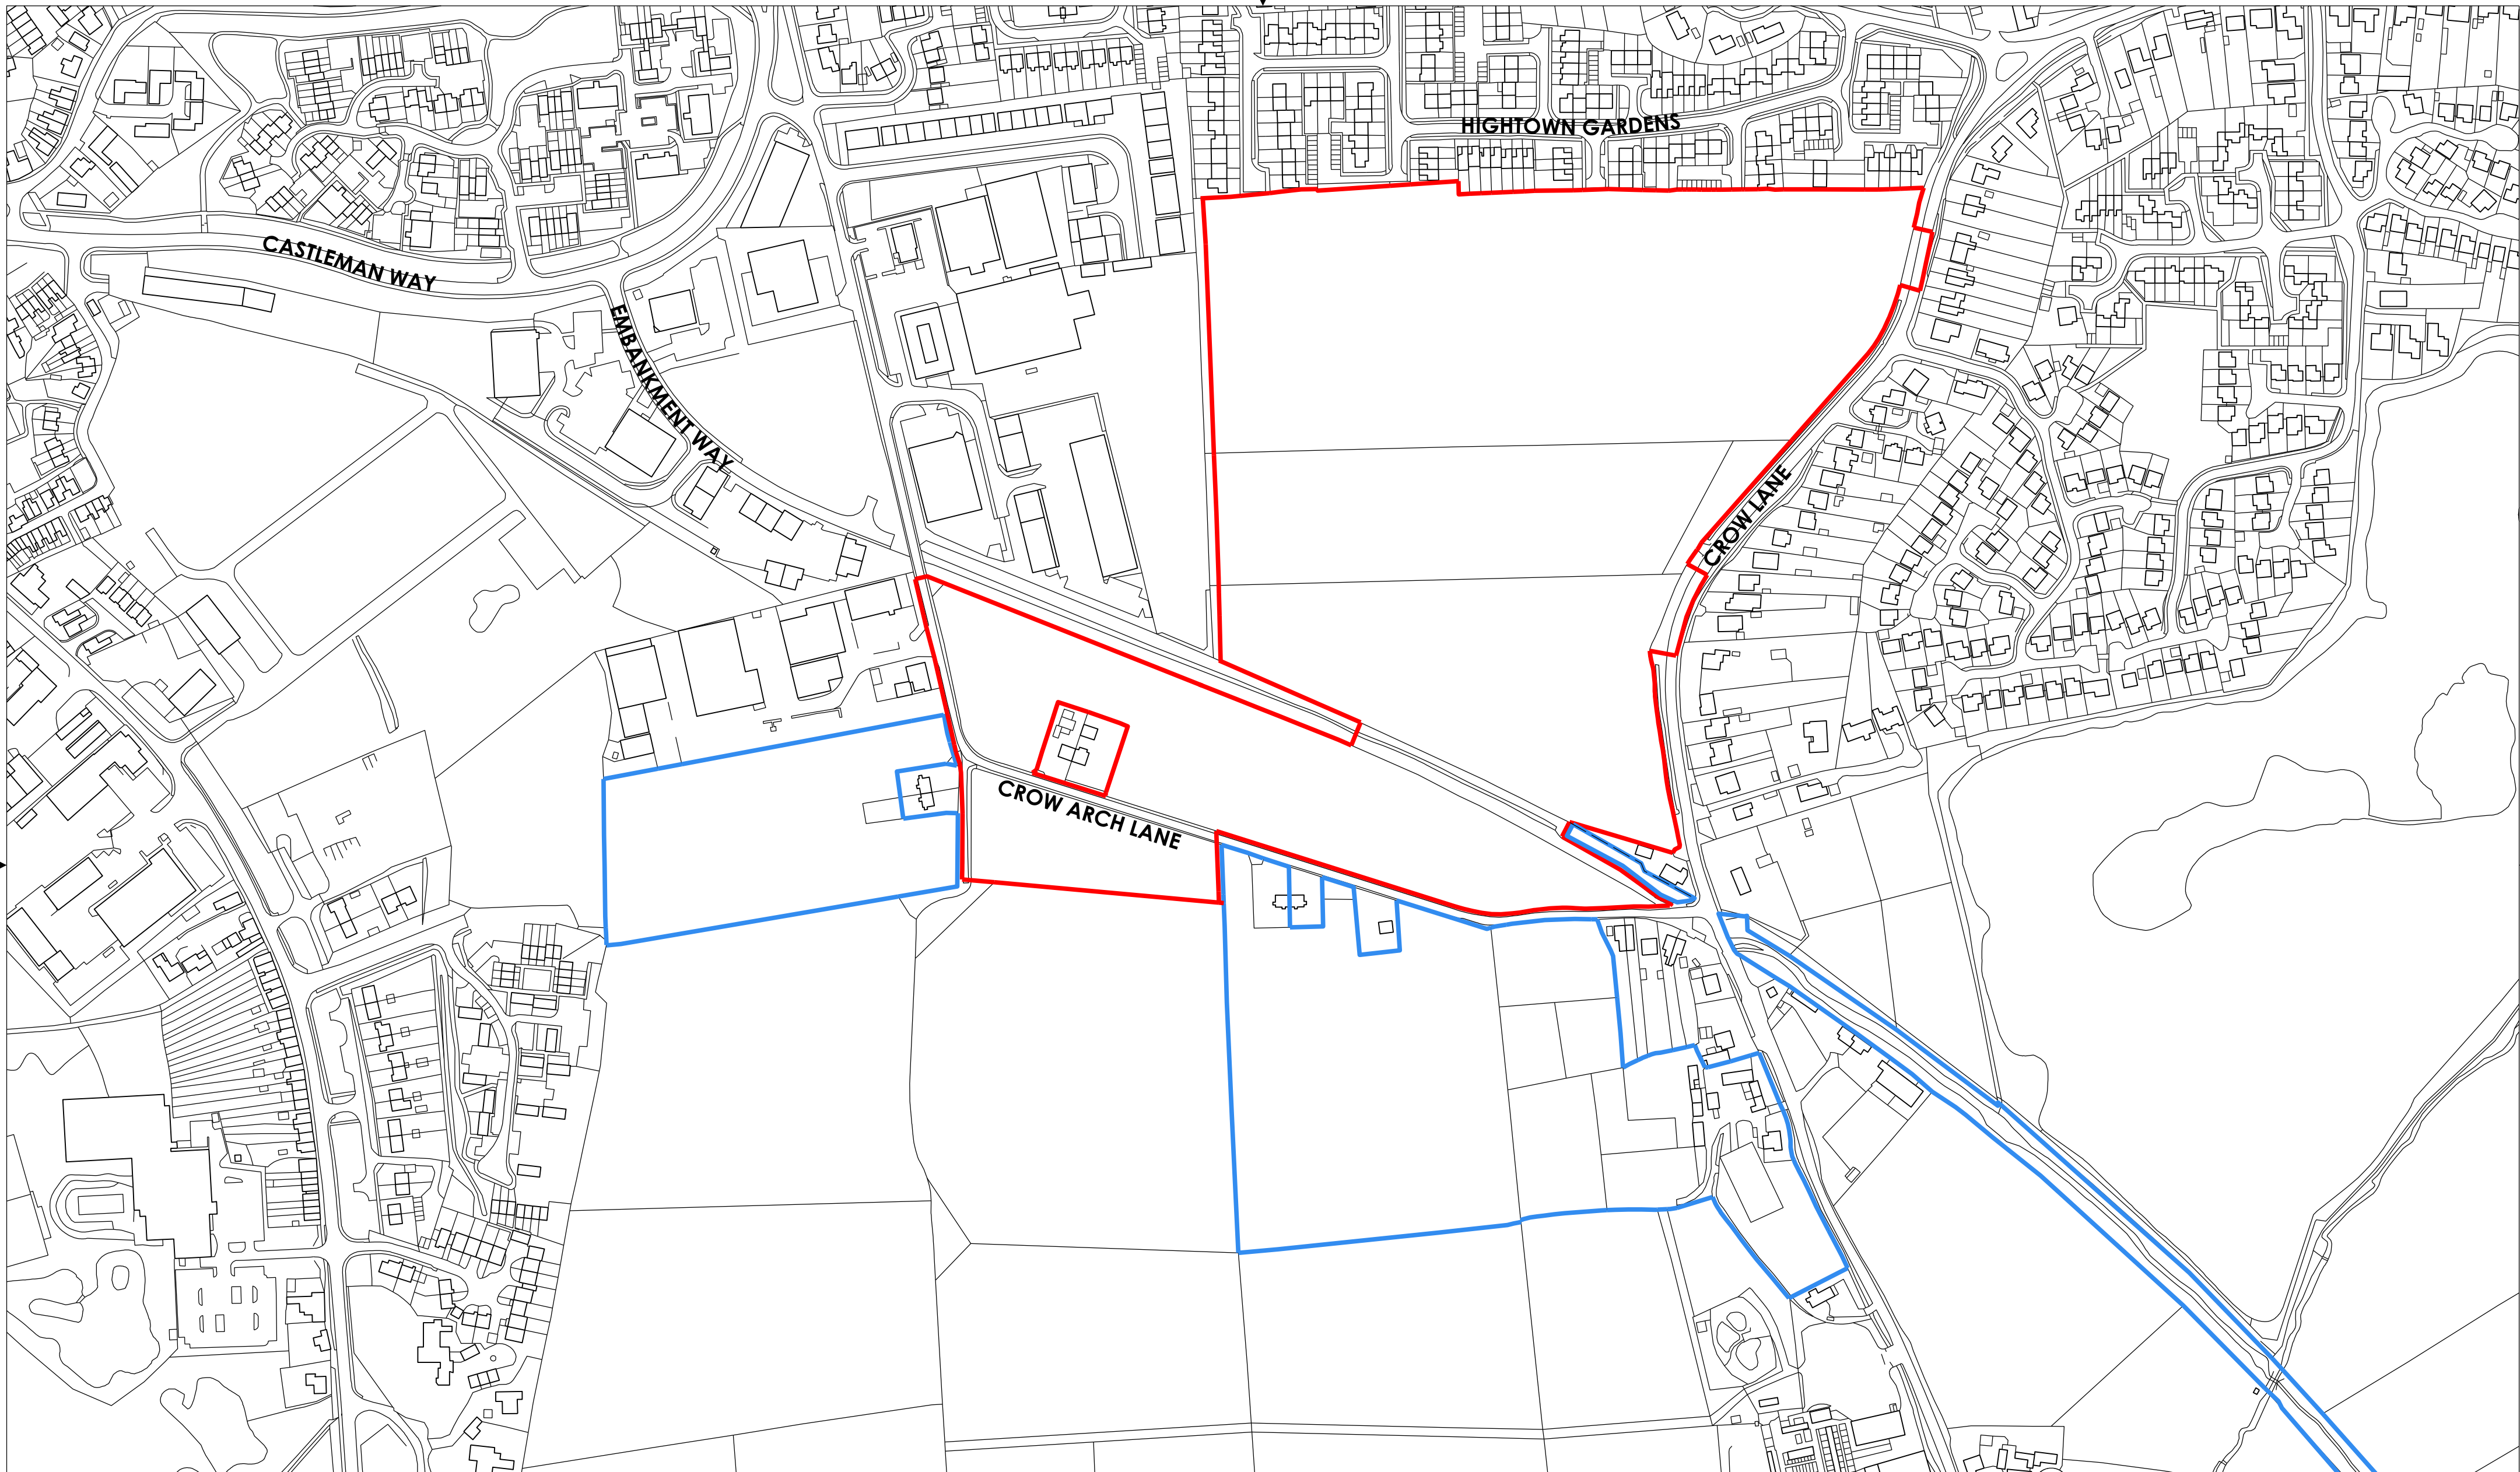 HIGHTOWN GARDENS
CASTLEMAN WAY
EMBANKMENT WAY
CROW LANE
CROW ARCH LANE